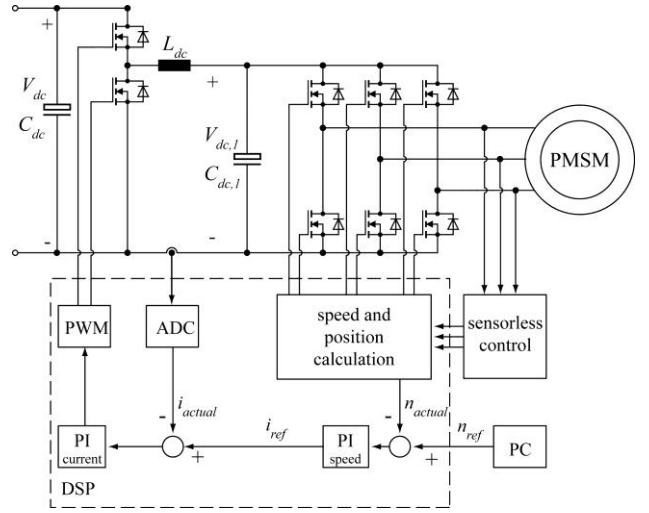 +
L_dc
+
V_dc
C_dc
V_dc,1
C_dc,1
PMSM
-
-
PWM
ADC
speed and
position
calculation
sensorless
control
i_actual
n_actual
-
-
i_ref
n_ref
PI
current
+
PI
speed
+
PC
DSP